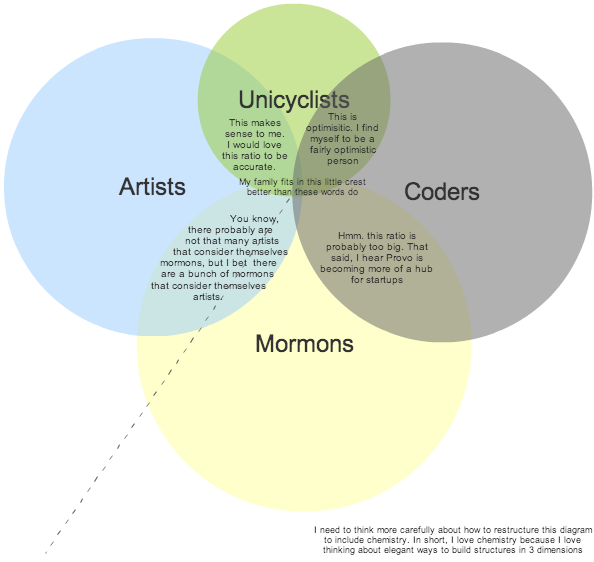 Unicyclists
This makes
sense to me.
I would love
this ratio to be
accurate.
This is
optimisitic. I find
myself to be a
fairly optimistic
person
Artists
My family fits in this little crest
better than these words do
Coders
You know,
there probably are
not that many artists
that consider themselves
mormons, but I bet there
are a bunch of mormons
that consider themselves
artists.
Hmm. this ratio is
probably too big. That
said, I hear Provo is
becoming more of a hub
for startups
Mormons
I need to think more carefully about how to restructure this diagram
to include chemistry. In short, I love chemistry because I love
thinking about elegant ways to build structures in 3 dimensions